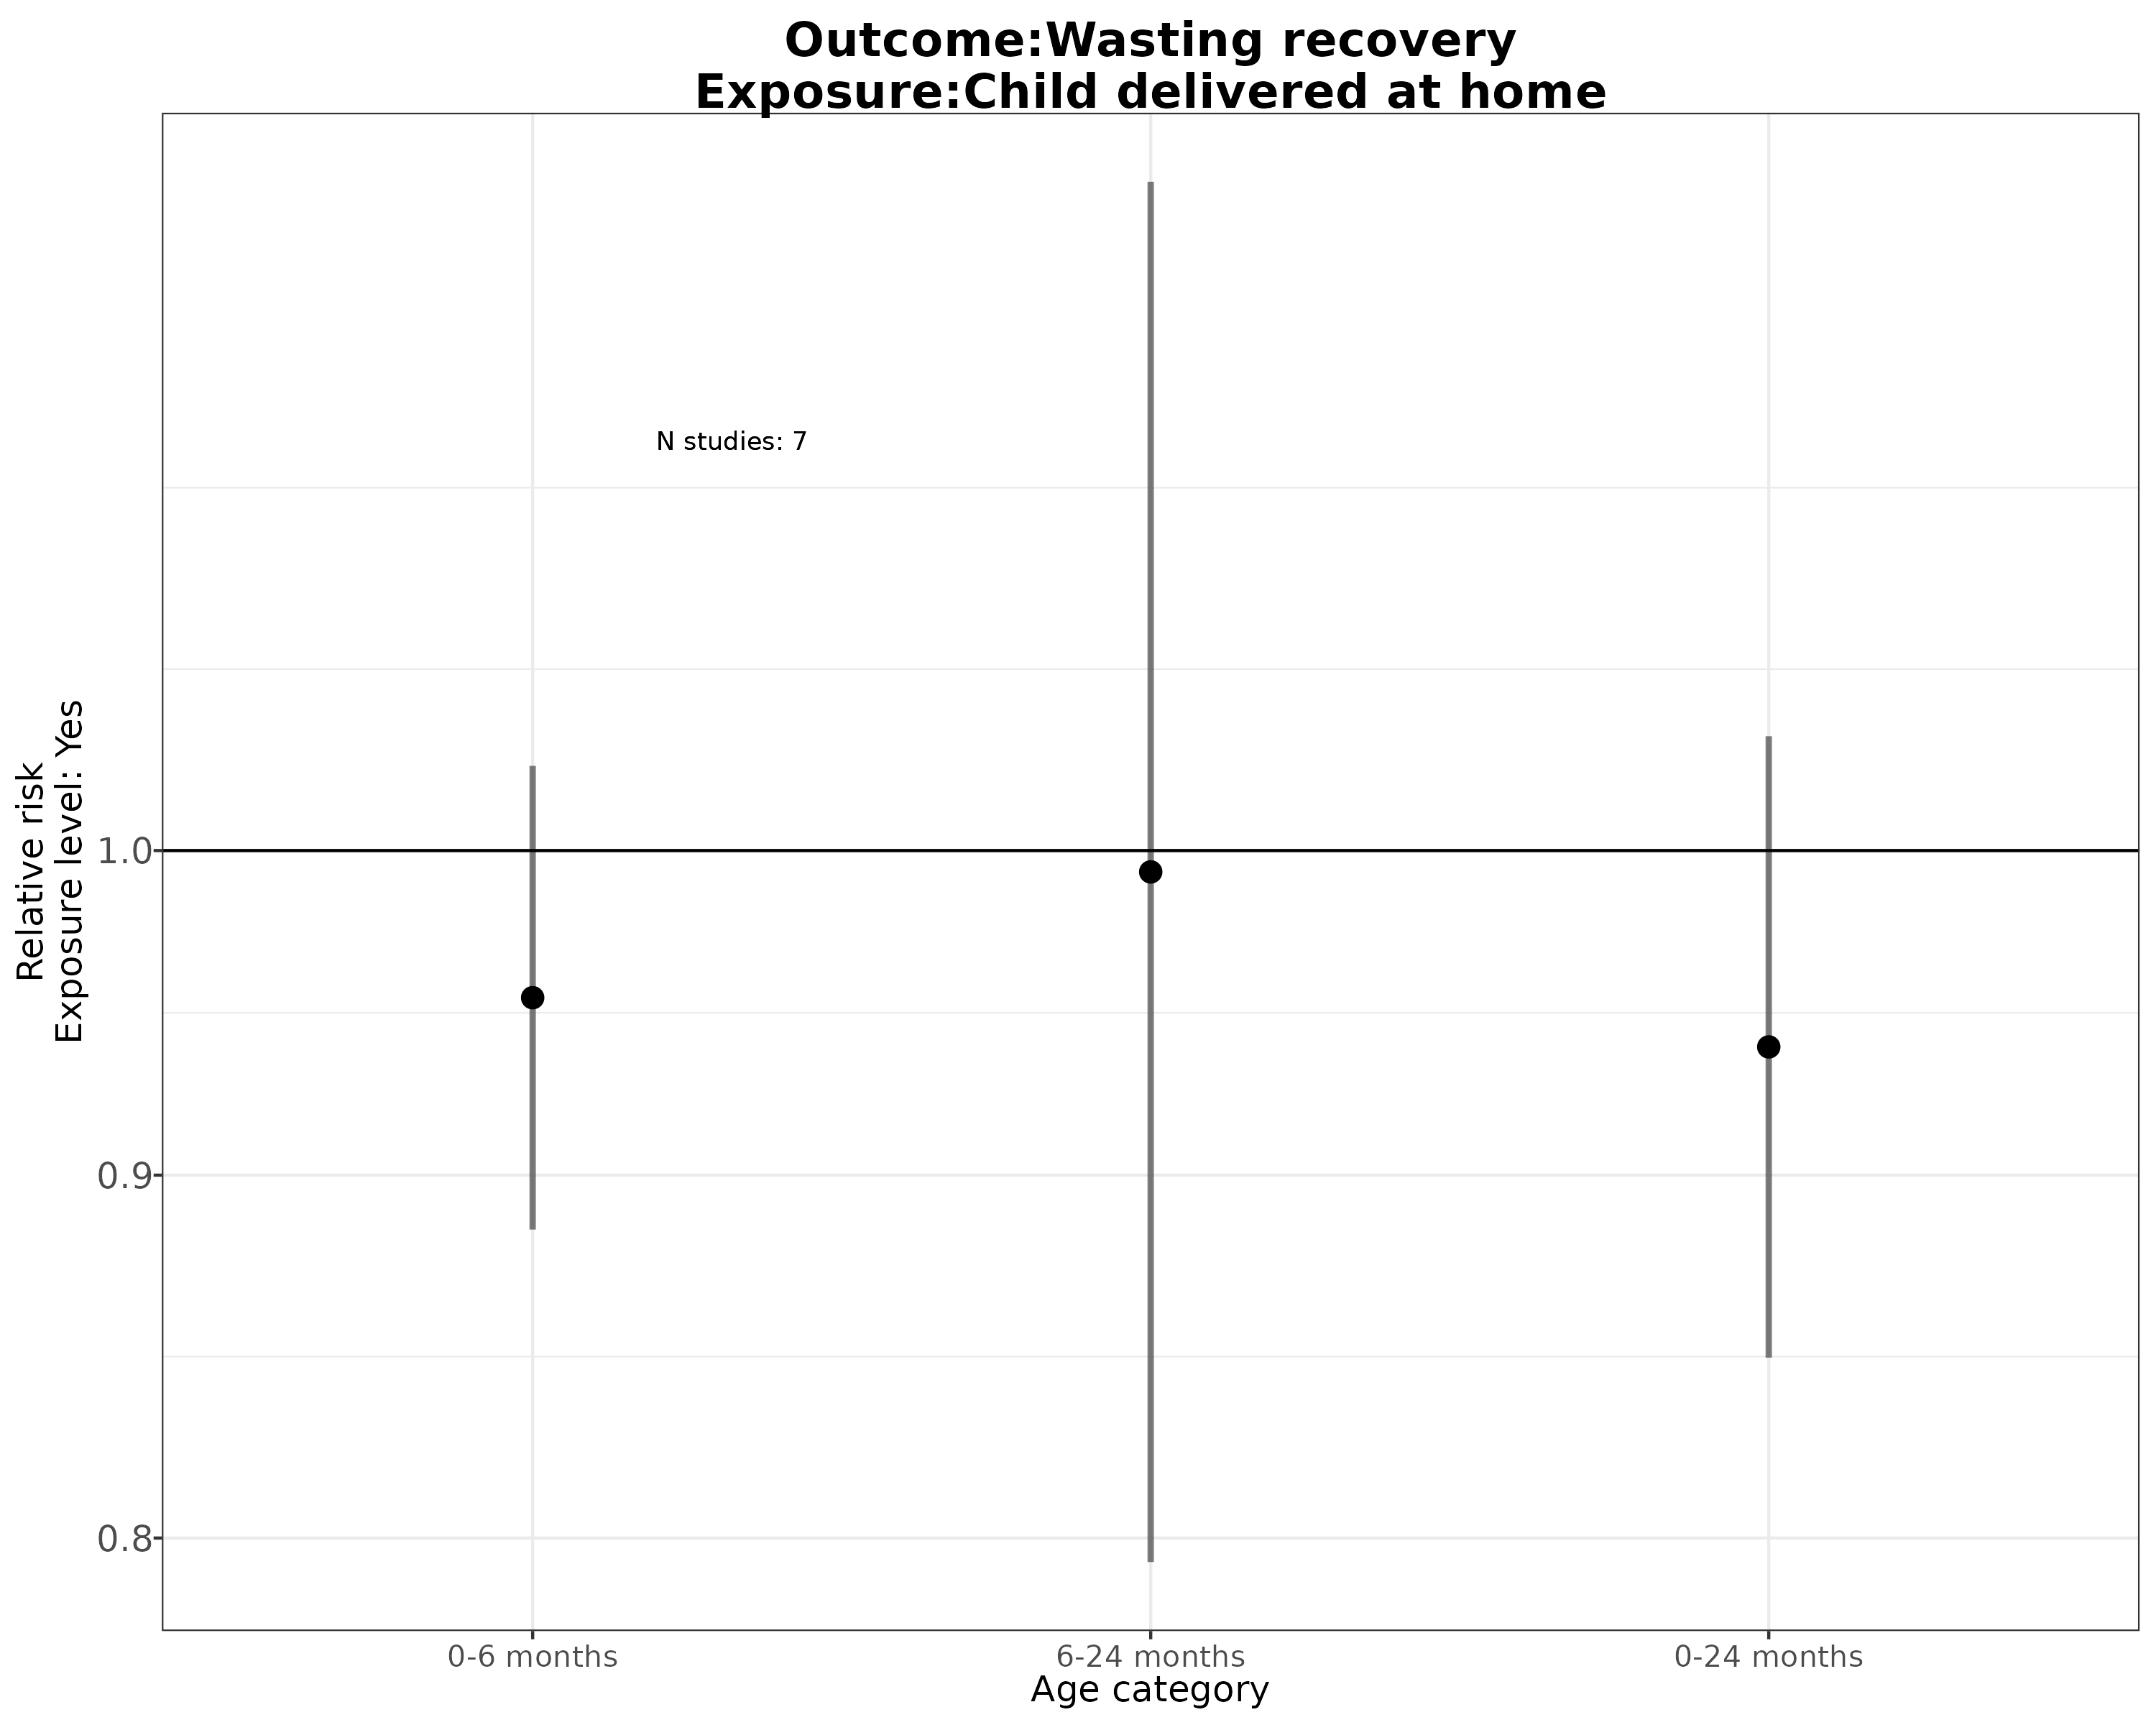 Outcome:Wasting recovery
Exposure:Child delivered at home
N studies: 7
Relative risk
Exposure level: Yes
1.0
0.9
0.8
0-6 months
6-24 months
0-24 months
Age category